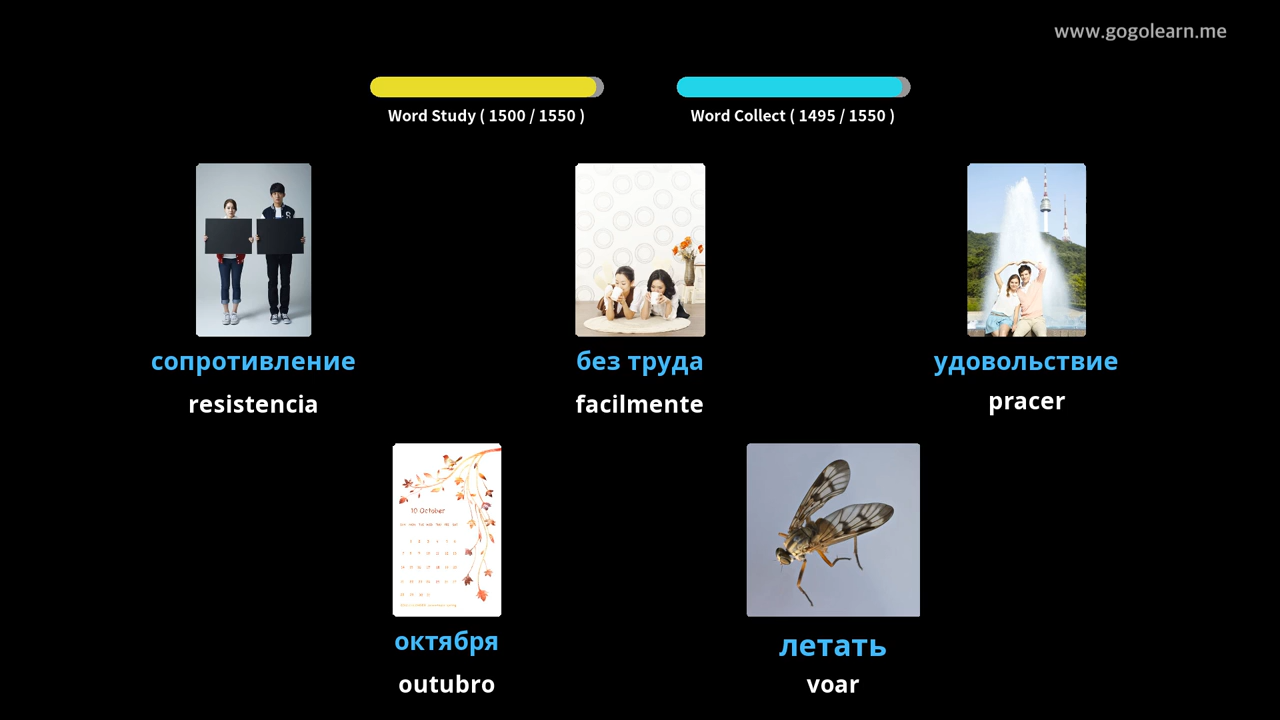 www.gogolearn.me
Word Study ( 1500 / 1550 )
Word Collect ( 1495 / 1550 )
сопротивление
resistencia
без труда
facilmente
удовольствие
pracer
10 October
октября
outubro
летать
voar